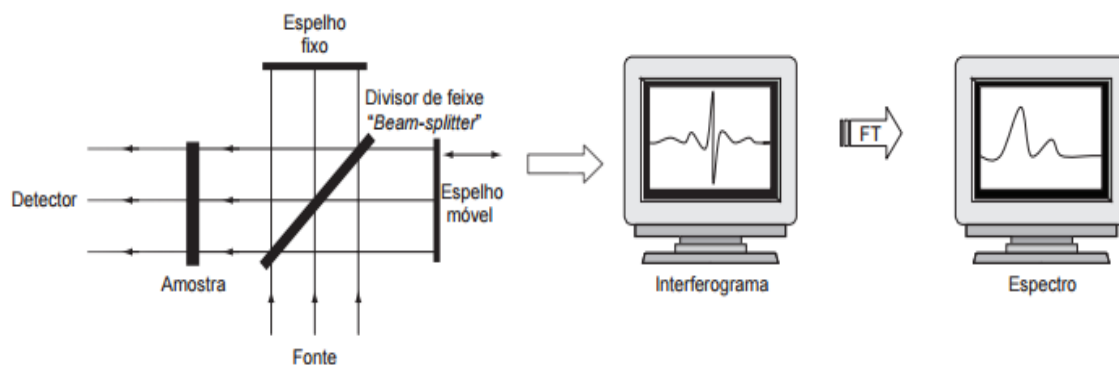 Espelho
fixo
Divisor de feixe
“Beam-splitter”
Detector
Espelho
móvel
Amostra
Fonte
Interferograma
FT
Espectro